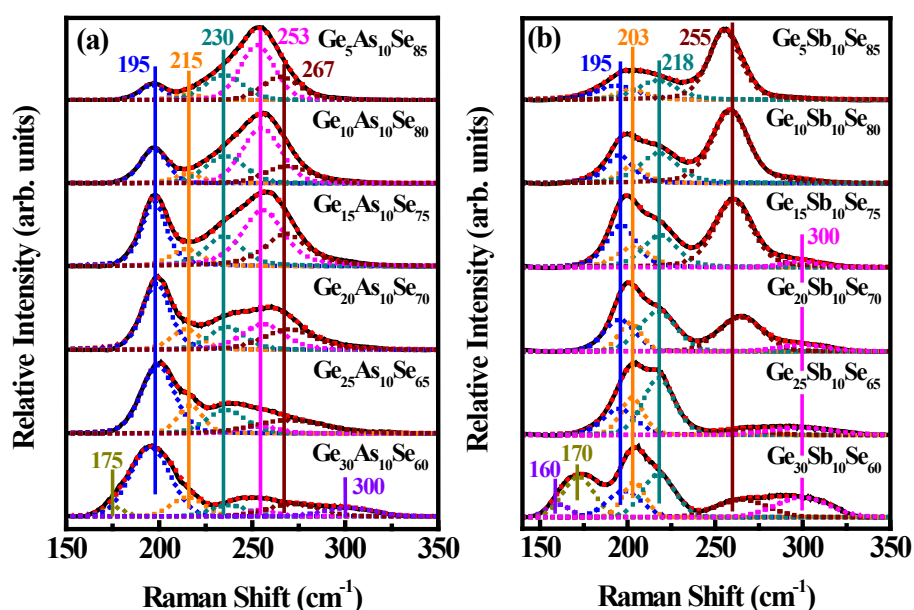 (a)
Ge5As10Se85
195
215
230
253
267
Ge10As10Se80
Ge15As10Se75
Ge20As10Se70
Ge25As10Se65
Ge30As10Se60
175
300
150 200 250 300 350
Raman Shift (cm-1)
Relative Intensity (arb. units)
(b)
Ge5Sb10Se85
195
203
218
255
Ge10Sb10Se80
Ge15Sb10Se75
300
Ge20Sb10Se70
Ge25Sb10Se65
Ge30Sb10Se60
160
170
150 200 250 300 350
Raman Shift (cm-1)
Relative Intensity (arb. units)